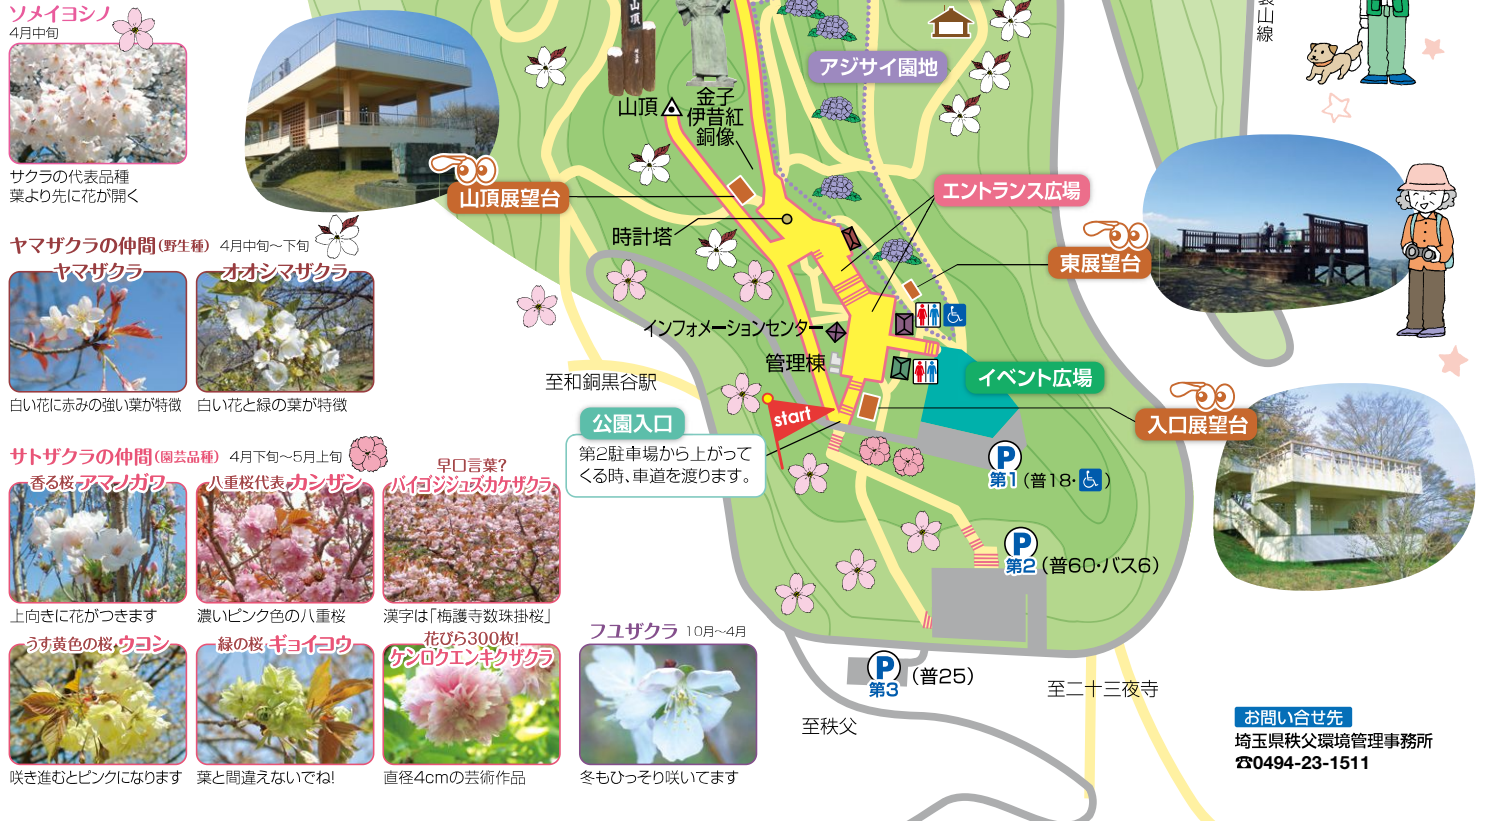 ソメイヨシノ
4月中旬
サクラの代表品種
葉より先に花が開く
ヤマザクラの仲間(野生種) 4月中旬〜下旬
ヤマザクラ
白い花に赤みの強い葉が特徴
オオシマザクラ
白い花と緑の葉が特徴
サトザクラの仲間(園芸品種) 4月下旬〜5月上旬
香る桜 アマノガワ
上向きに花がつきます
八重桜代表 カンザン
濃いピンク色の八重桜
早口言葉?
バイゴジジュズカケザクラ
漢字は「梅護寺数珠掛桜」
うす黄色の桜 ウコン
咲き進むとピンクになります
緑の桜 ギョイコウ
葉と間違えないでね!
花びら300枚!
ケンロクエンキクザクラ
直径4cmの芸術作品
フユザクラ 10月〜4月
冬もひっそり咲いてます
山頂
山頂
金子
伊昔紅
銅像
アジサイ園地
山頂展望台
時計塔
エントランス広場
東展望台
インフォメーションセンター
管理棟
イベント広場
至和銅黒谷駅
start
公園入口
第2駐車場から上がって
くる時、車道を渡ります。
入口展望台
P
第1 (普18・)
P
第2 (普60・バス6)
P
第3 (普25)
至秩父
至二十三夜寺
山線
お問い合せ先
埼玉県秩父環境管理事務所
☎0494-23-1511